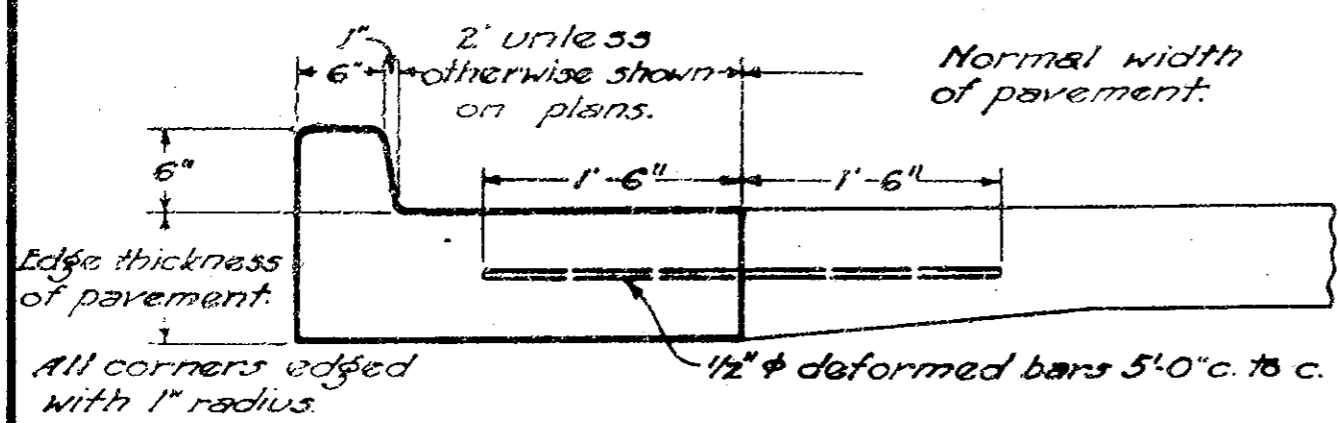 1"
6"
2' unless
otherwise shown
on plans.
Normal width
of pavement.
6"
1'-6"
1'-6"
Edge thickness
of pavement.
All corners edged
with 1" radius.
1/2" ϕ deformed bars 5'-0" c. to c.